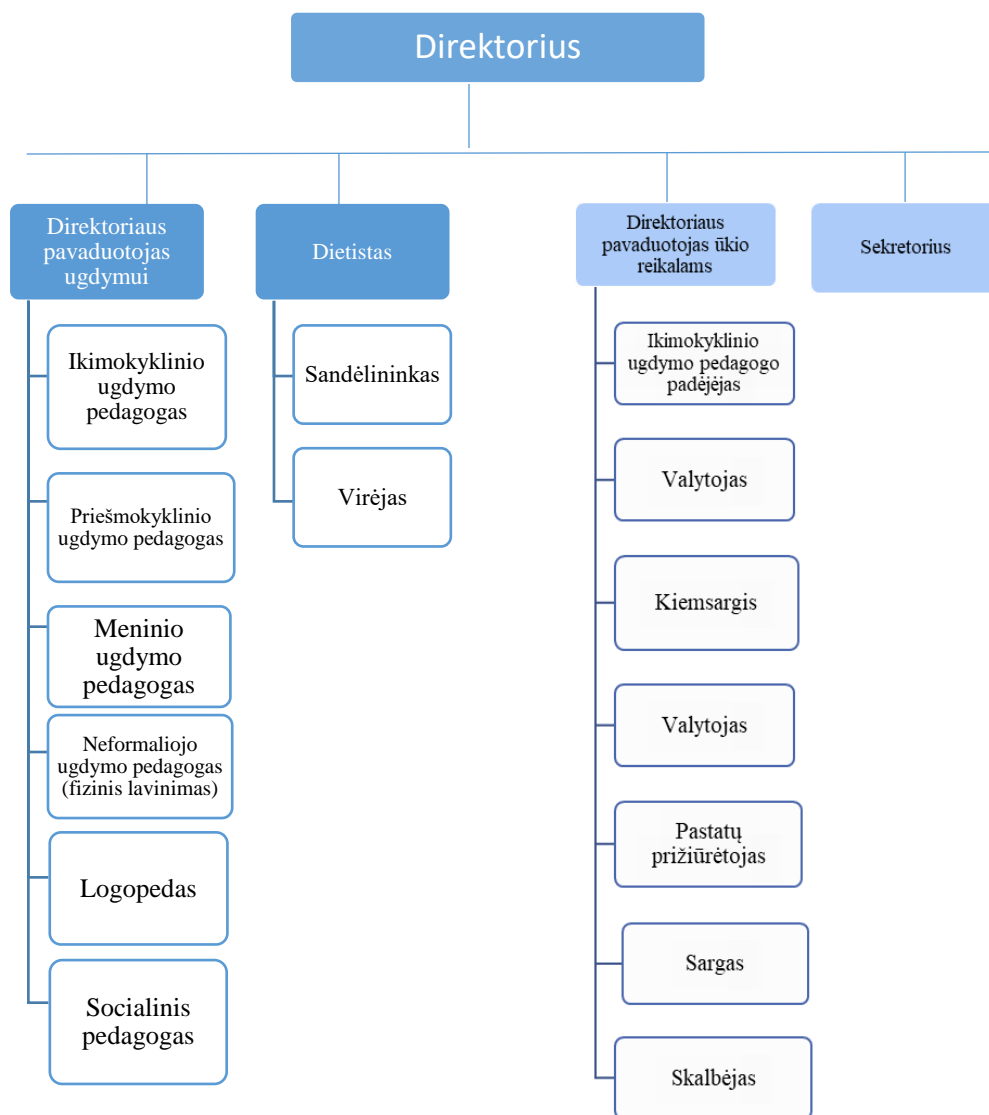 Direktorius
Direktoriaus
pavaduotojas
ugdymui
Dietistas
Direktoriaus
pavaduotojas ūkio
reikalams
Sekretorius
Ikimokyklinio
ugdymo
pedagogas
Priešmokyklinio
ugdymo pedagogas
Meninio
ugdymo
pedagogas
Neformaliojo
ugdymo pedagogas
(fizinis lavinimas)
Logopedas
Socialinis
pedagogas
Sandėlininkas
Virėjas
Ikimokyklinio
ugdymo pedagogo
padėjėjas
Valytojas
Kiemsargis
Valytojas
Pastatų
prižiūrėtojas
Sargas
Skalbėjas